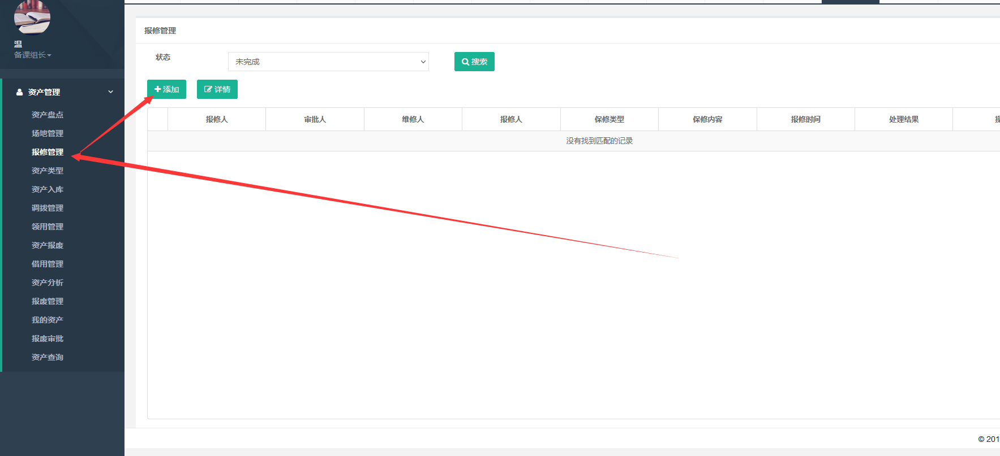 温
备课组长
资产管理
资产盘点
场地管理
报修管理
资产类型
资产入库
调拨管理
领用管理
资产报废
借用管理
资产分析
报废管理
我的资产
报废审批
资产查询
报修管理
状态 未完成 搜索
添加 详情
报修人 审批人 维修人 报修人 保修类型 保修内容 报修时间 处理结果
没有找到匹配的记录
© 201